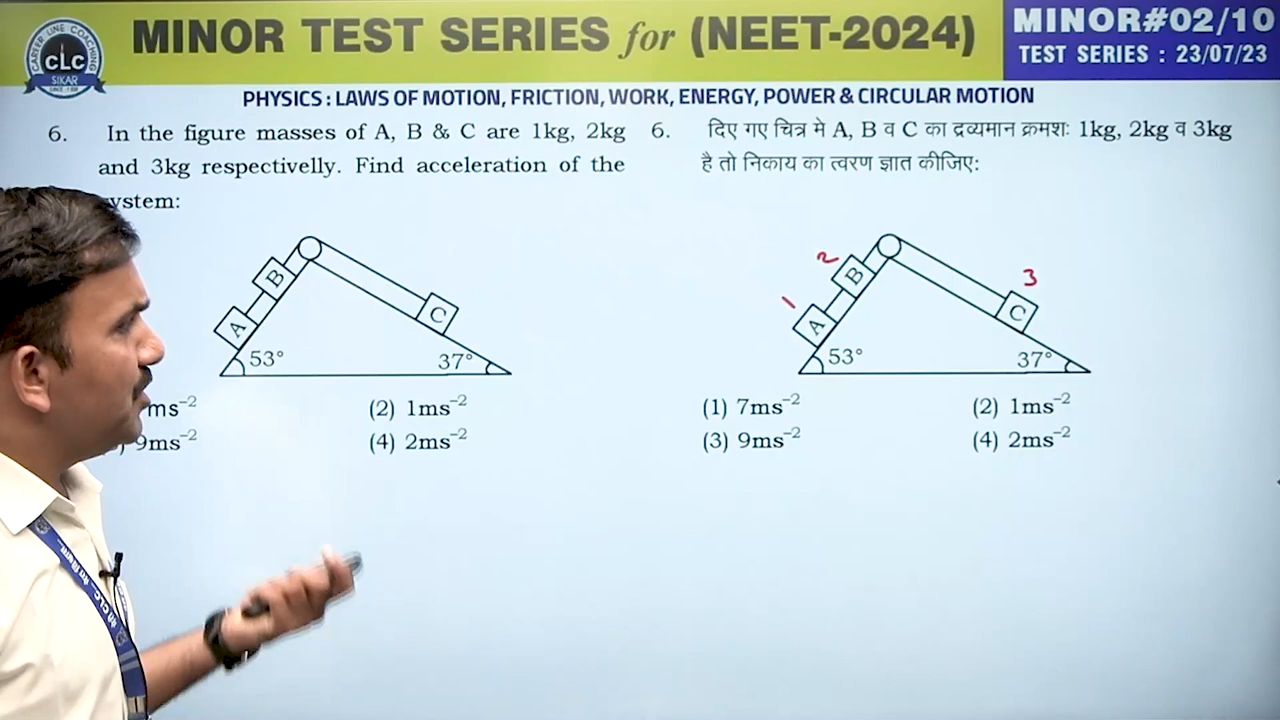 MINOR TEST SERIES for (NEET-2024)
MINOR#02/10
TEST SERIES : 23/07/23
CAREER LINE COACHING
CLC
SIKAR
PHYSICS : LAWS OF MOTION, FRICTION, WORK, ENERGY, POWER & CIRCULAR MOTION
6. In the figure masses of A, B & C are 1kg, 2kg
and 3kg respectivelly. Find acceleration of the
ystem:
B
A
C
53°
37°
ms⁻²
(2) 1ms⁻²
9ms⁻²
(4) 2ms⁻²
6. दिए गए चित्र मे A, B व C का द्रव्यमान क्रमशः 1kg, 2kg व 3kg
है तो निकाय का त्वरण ज्ञात कीजिए:
2
B
1
A
3
C
53°
37°
(1) 7ms⁻²
(2) 1ms⁻²
(3) 9ms⁻²
(4) 2ms⁻²
CLC